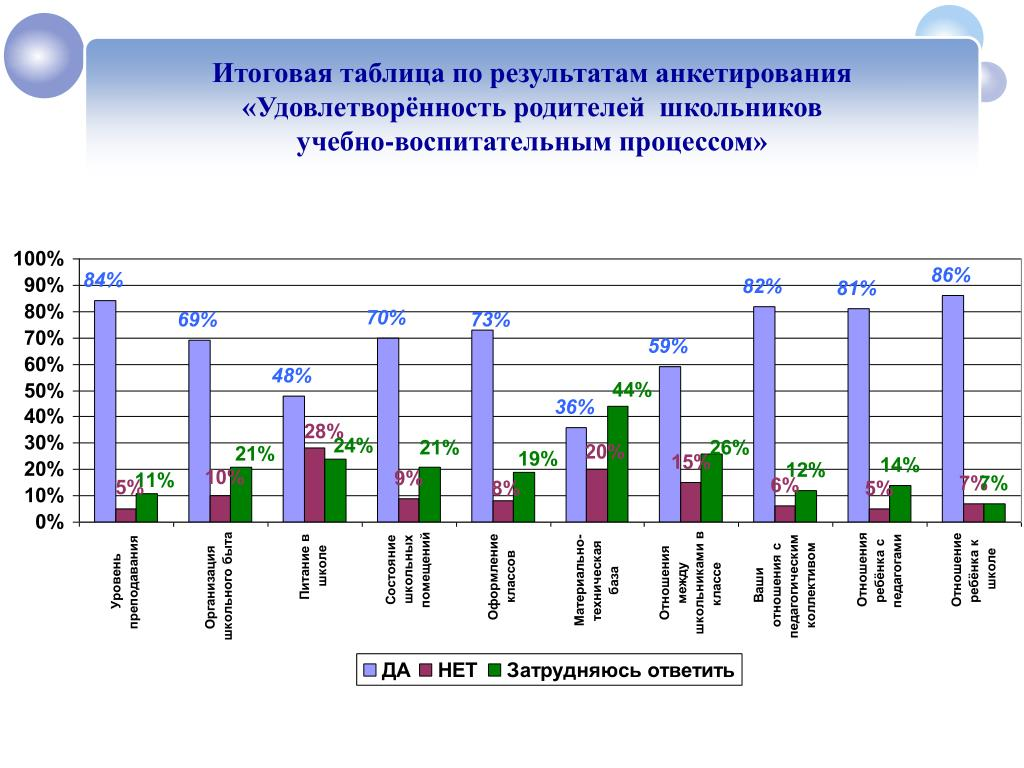 Итоговая таблица по результатам анкетирования
«Удовлетворённость родителей школьников
учебно-воспитательным процессом»
100%
90%
80%
70%
60%
50%
40%
30%
20%
10%
0%
84%
5%
11%
69%
10%
21%
48%
28%
24%
70%
9%
21%
73%
8%
19%
36%
20%
44%
59%
15%
26%
82%
6%
12%
81%
5%
14%
86%
7%
7%
Уровень
преподавания
Организация
школьного быта
Питание в
школе
Состояние
школьных
помещений
Оформление
классов
Материально-
техническая
база
Отношения
между
школьниками в
классе
Ваши
отношения с
педагогическим
коллективом
Отношения
ребёнка с
педагогами
Отношение
ребёнка к
школе
ДА НЕТ Затрудняюсь ответить